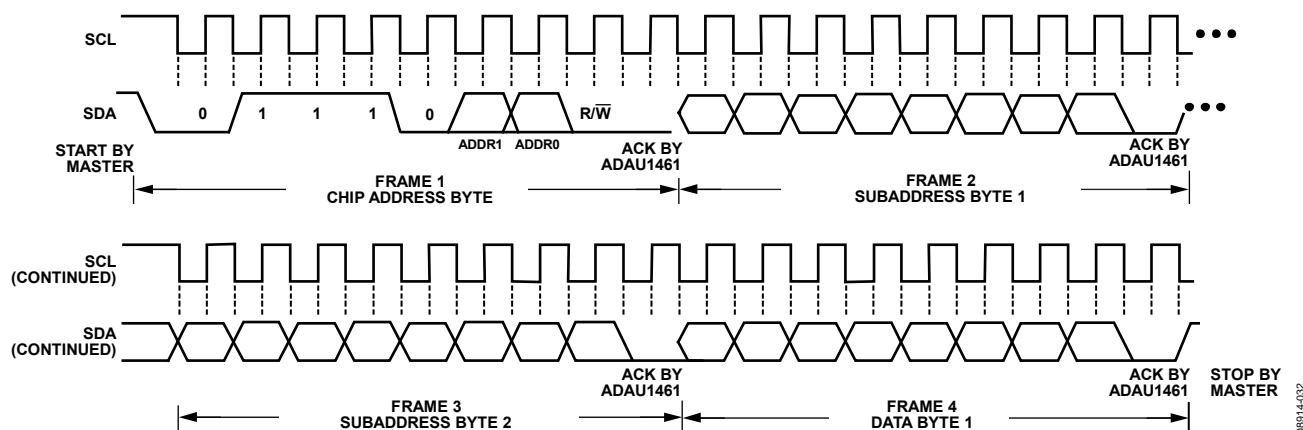 SCL
SDA
0 1 1 1 0 R/W̅
ADDR1 ADDR0
START BY
MASTER
ACK BY
ADAU1461
ACK BY
ADAU1461
FRAME 1
CHIP ADDRESS BYTE
FRAME 2
SUBADDRESS BYTE 1
SCL
(CONTINUED)
SDA
(CONTINUED)
ACK BY
ADAU1461
ACK BY
ADAU1461
STOP BY
MASTER
FRAME 3
SUBADDRESS BYTE 2
FRAME 4
DATA BYTE 1
08914-032